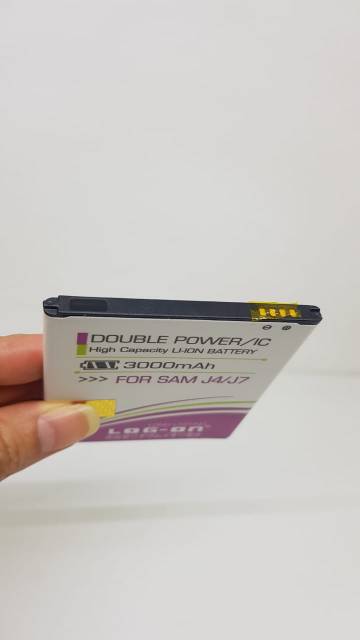 DOUBLE POWER/IC
High Capacity LI-ION BATTERY
3000mAh
>>> FOR SAM J4/J7
LOG-ON